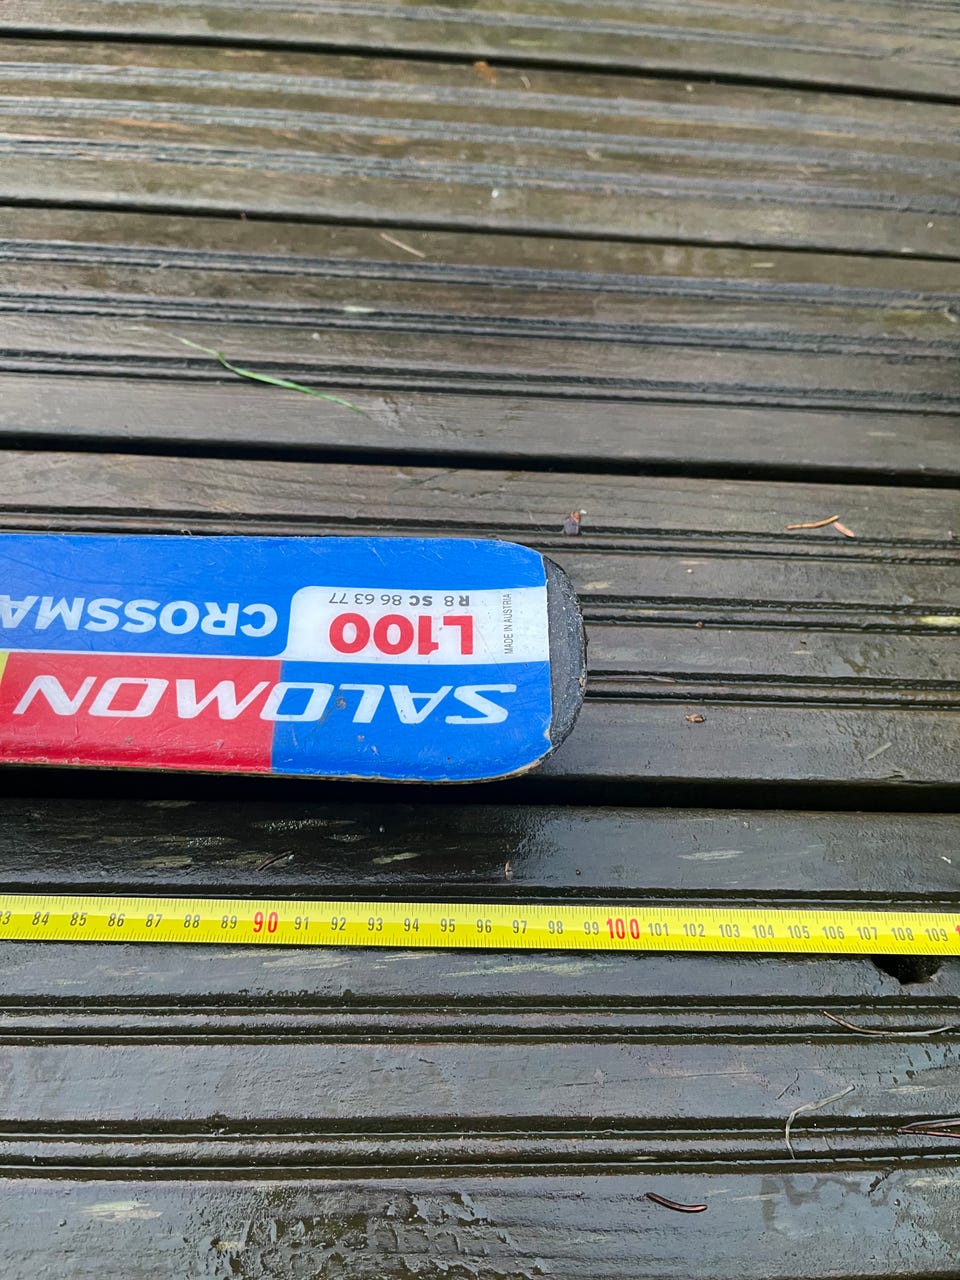 SALOMON
L100
MADE IN AUSTRIA
R 8 SC 86 63 77
CROSSMA
84 85 86 87 88 89 90 91 92 93 94 95 96 97 98 99 100 101 102 103 104 105 106 107 108 109